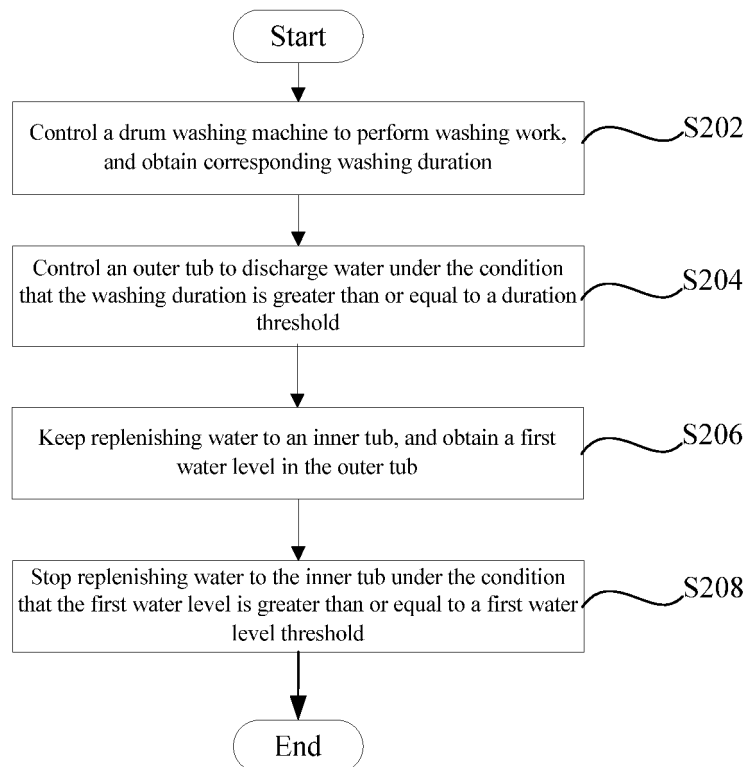 Start
Control a drum washing machine to perform washing work,
and obtain corresponding washing duration
S202
Control an outer tub to discharge water under the condition
that the washing duration is greater than or equal to a duration
threshold
S204
Keep replenishing water to an inner tub, and obtain a first
water level in the outer tub
S206
Stop replenishing water to the inner tub under the condition
that the first water level is greater than or equal to a first water
level threshold
S208
End